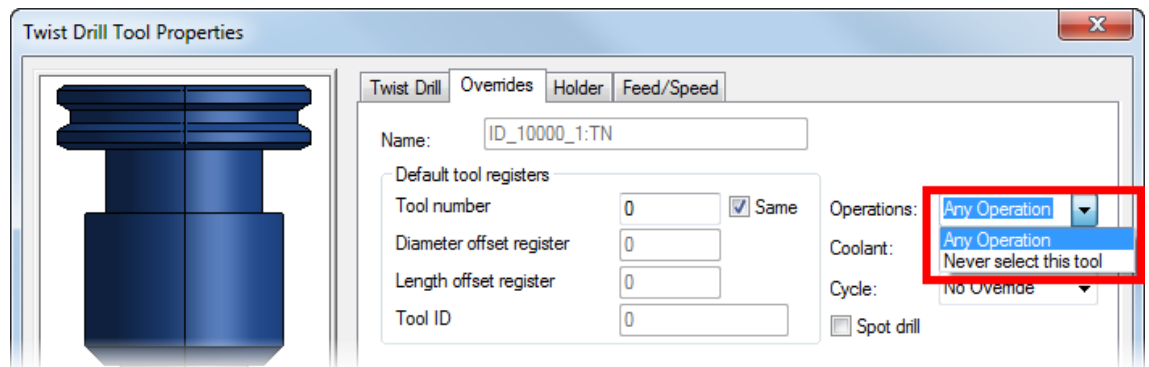 Twist Drill Tool Properties
Twist Drill Overrides Holder Feed/Speed
Name: ID_10000_1:TN
Default tool registers
Tool number 0 Same Operations: Any Operation
Diameter offset register 0 Coolant: Any Operation
Never select this tool
Length offset register 0 Cycle: No Override
Tool ID 0 Spot drill